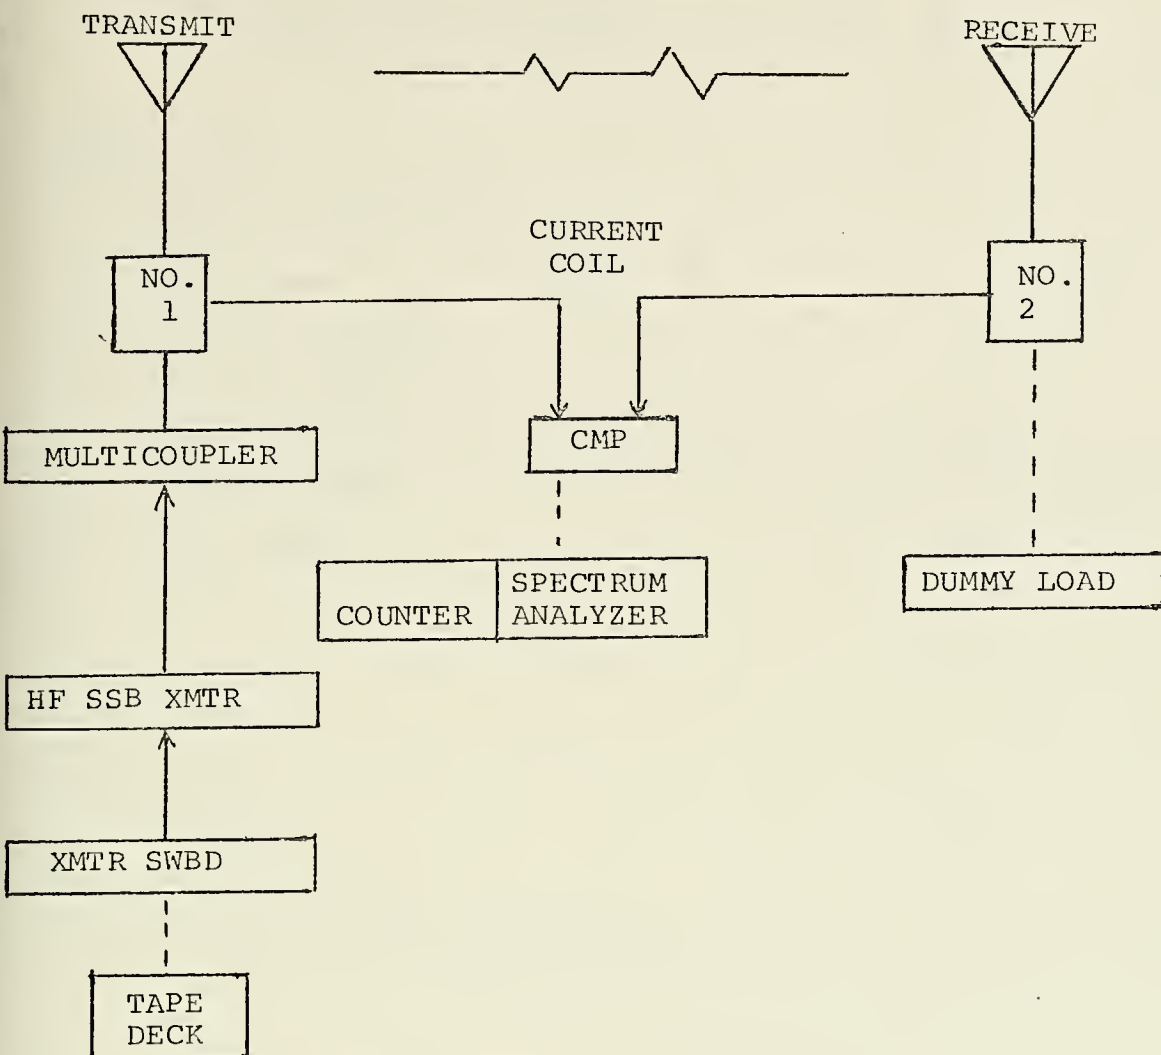 TRANSMIT
RECEIVE
CURRENT
COIL
NO.
1
NO.
2
CMP
MULTICOUPLER
SPECTRUM
COUNTER ANALYZER
DUMMY LOAD
HF SSB XMTR
XMTR SWBD
TAPE
DECK